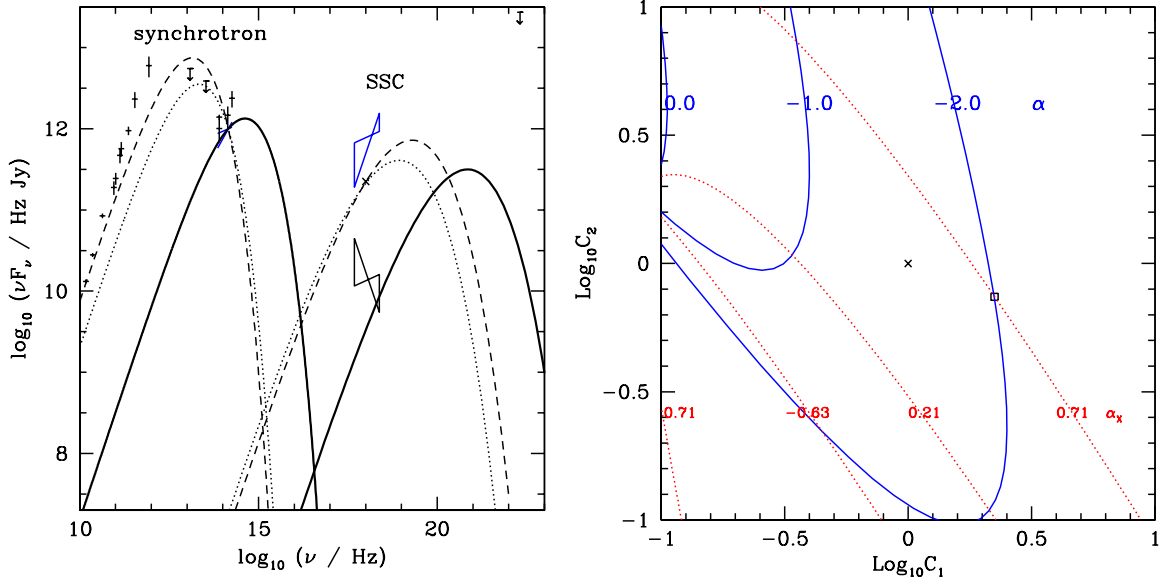 synchrotron
SSC
12
10
8
log₁₀ (νFν / Hz Jy)
10
15
20
log₁₀ (ν / Hz)
1
0.5
0
−0.5
−1
Log₁₀C₂
0.0
−1.0
−2.0
α
0.71
−0.63
0.21
0.71
αₓ
−1
−0.5
0
0.5
1
Log₁₀C₁